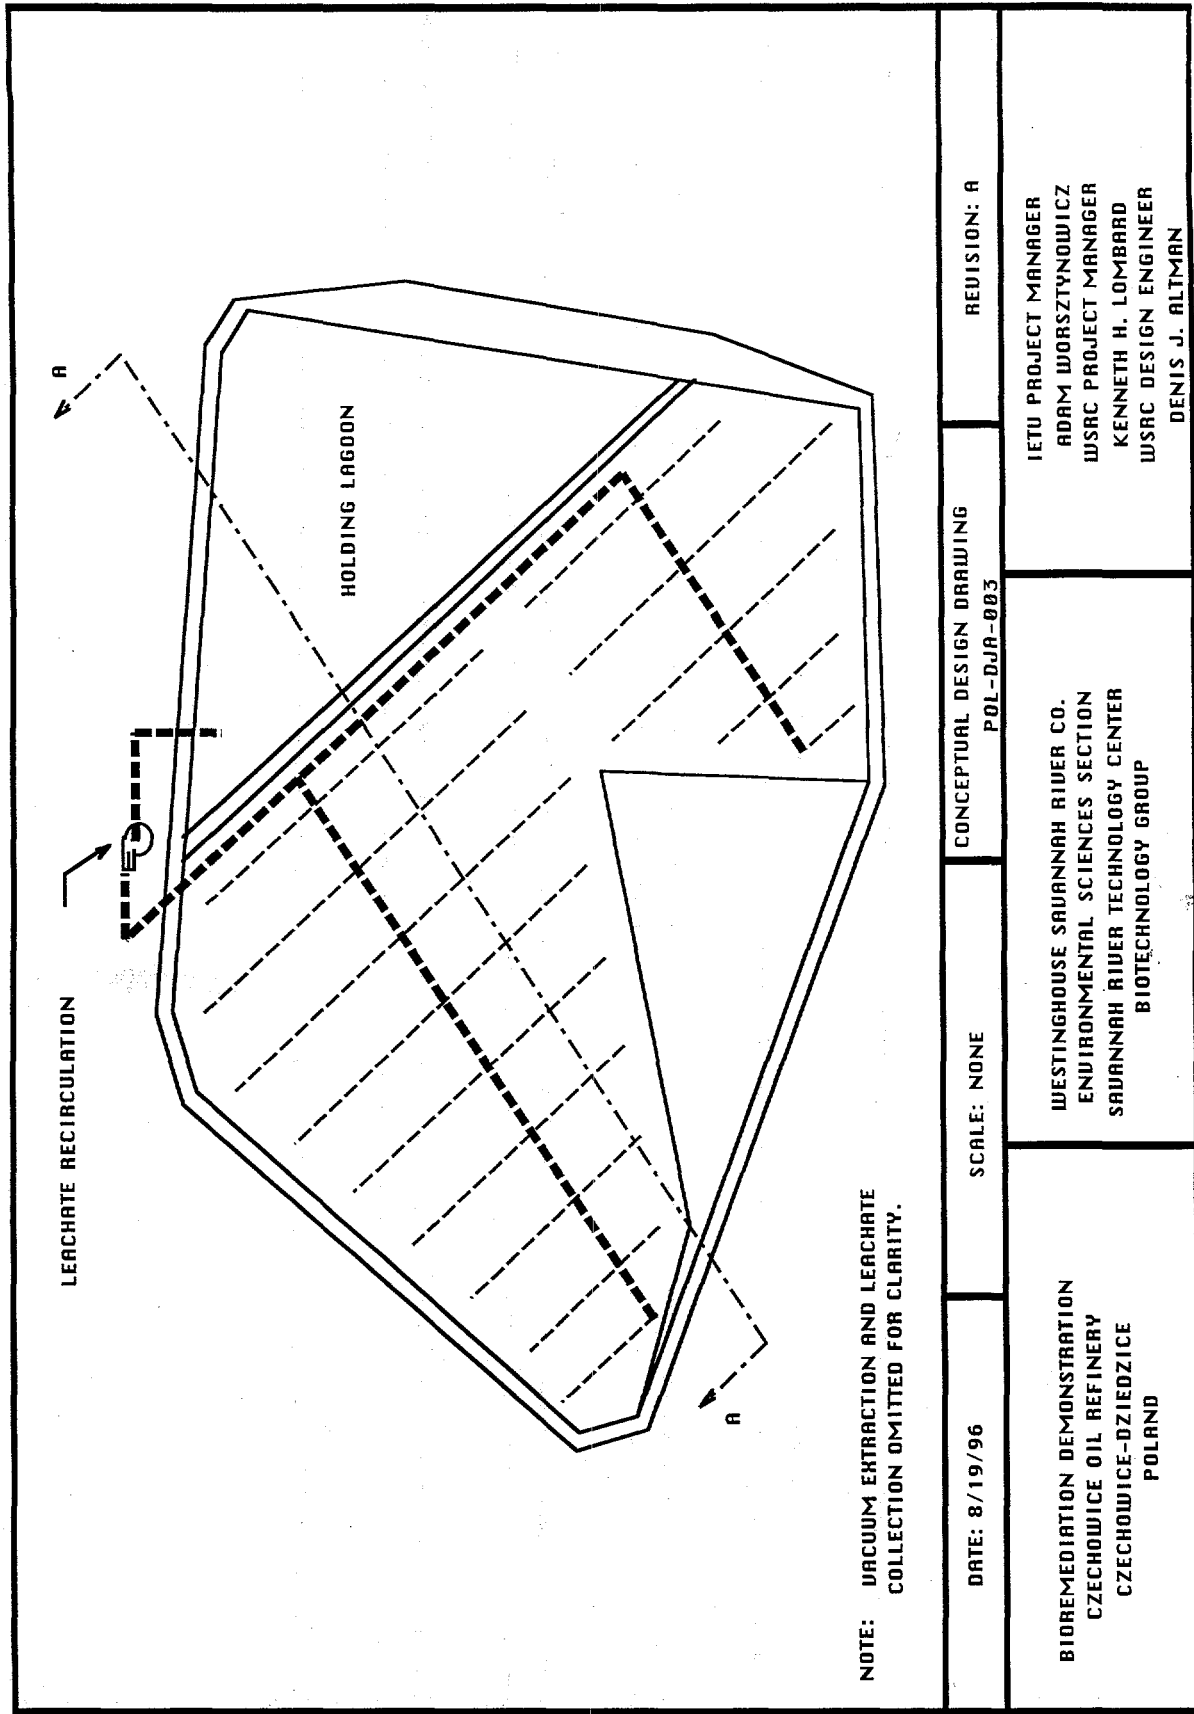 LEACHATE RECIRCULATION
A
HOLDING LAGOON
A
NOTE: VACUUM EXTRACTION AND LEACHATE
COLLECTION OMITTED FOR CLARITY.
DATE: 8/19/96
SCALE: NONE
CONCEPTUAL DESIGN DRAWING
POL-DJA-003
REVISION: A
BIOREMEDIATION DEMONSTRATION
CZECHOWICE OIL REFINERY
CZECHOWICE-DZIEDZICE
POLAND
WESTINGHOUSE SAVANNAH RIVER CO.
ENVIRONMENTAL SCIENCES SECTION
SAVANNAH RIVER TECHNOLOGY CENTER
BIOTECHNOLOGY GROUP
IETU PROJECT MANAGER
ADAM WORSZTYNOWICZ
WSRC PROJECT MANAGER
KENNETH H. LOMBARD
WSRC DESIGN ENGINEER
DENIS J. ALTMAN